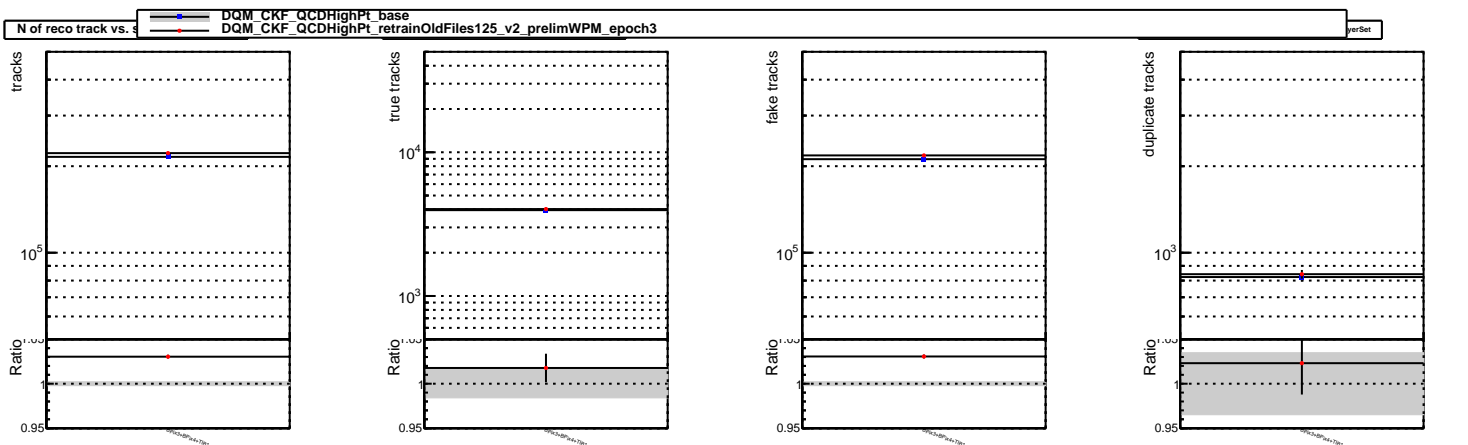 DQM_CKF_QCDHighPt_base
DQM_CKF_QCDHighPt_retrainOldFiles125_v2_prelimWPM_epoch3
N of reco track vs. s
yerSet
tracks
10^5
Ratio
1
0.95
true tracks
10^4
10^3
Ratio
1
0.95
fake tracks
10^5
Ratio
1
0.95
duplicate tracks
10^3
Ratio
1
0.95